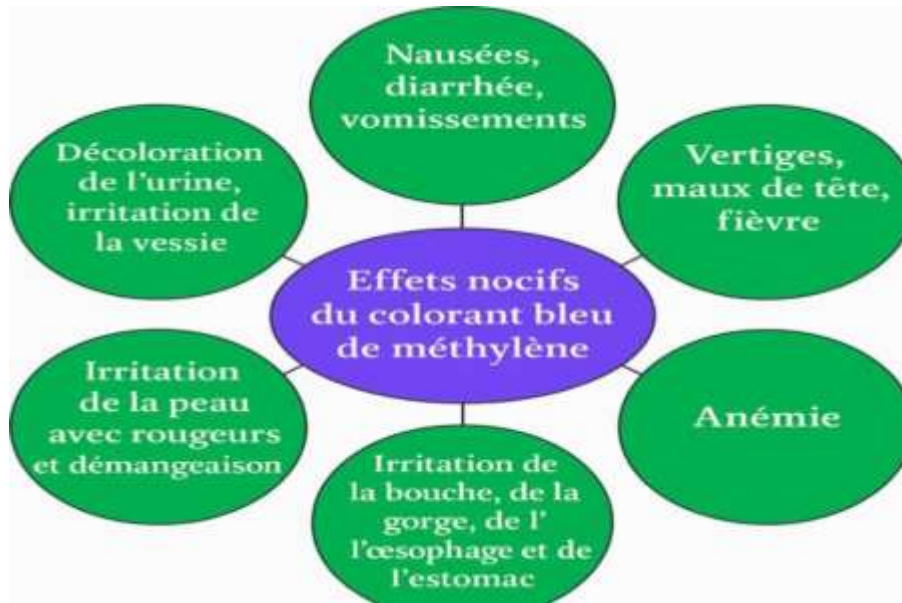 Nausées,
diarrhée,
vomissements
Décoloration
de l'urine,
irritation de
la vessie
Vertiges,
maux de tête,
fièvre
Effets nocifs
du colorant bleu
de méthylène
Irritation
de la peau
avec rougeurs
et démangeaison
Anémie
Irritation de
la bouche, de la
gorge, de l'
l'œsophage et de
l'estomac